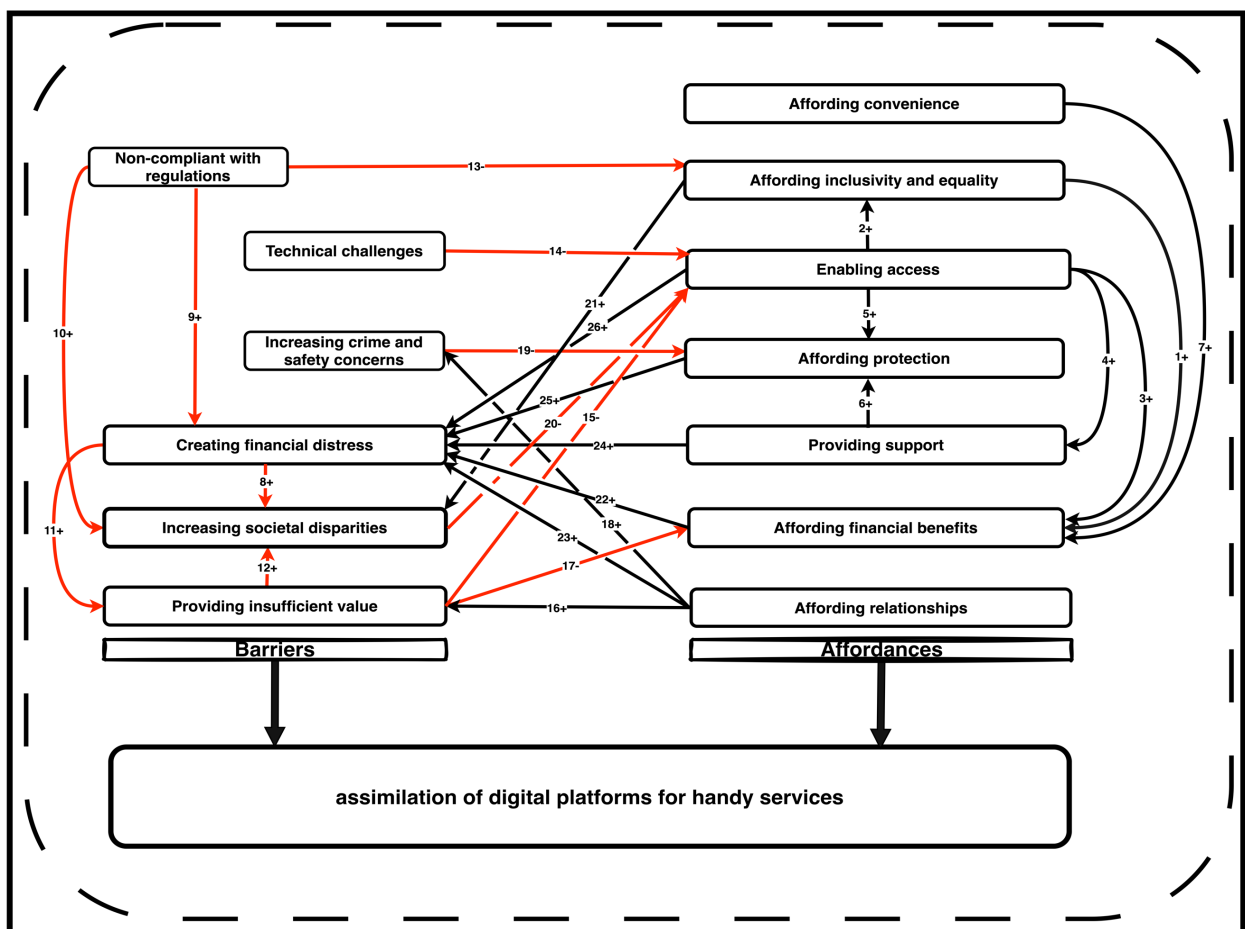 Affording convenience
Non-compliant with
regulations
13-
Affording inclusivity and equality
2+
Technical challenges
14-
Enabling access
21+
5+
9+
26+
10+
Increasing crime and
safety concerns
19-
Affording protection
4+
1+
7+
3+
25+
6+
20-
15-
Creating financial distress
24+
Providing support
8+
22+
11+
Increasing societal disparities
18+
Affording financial benefits
23+
12+
17-
Providing insufficient value
16+
Affording relationships
Barriers
Affordances
assimilation of digital platforms for handy services